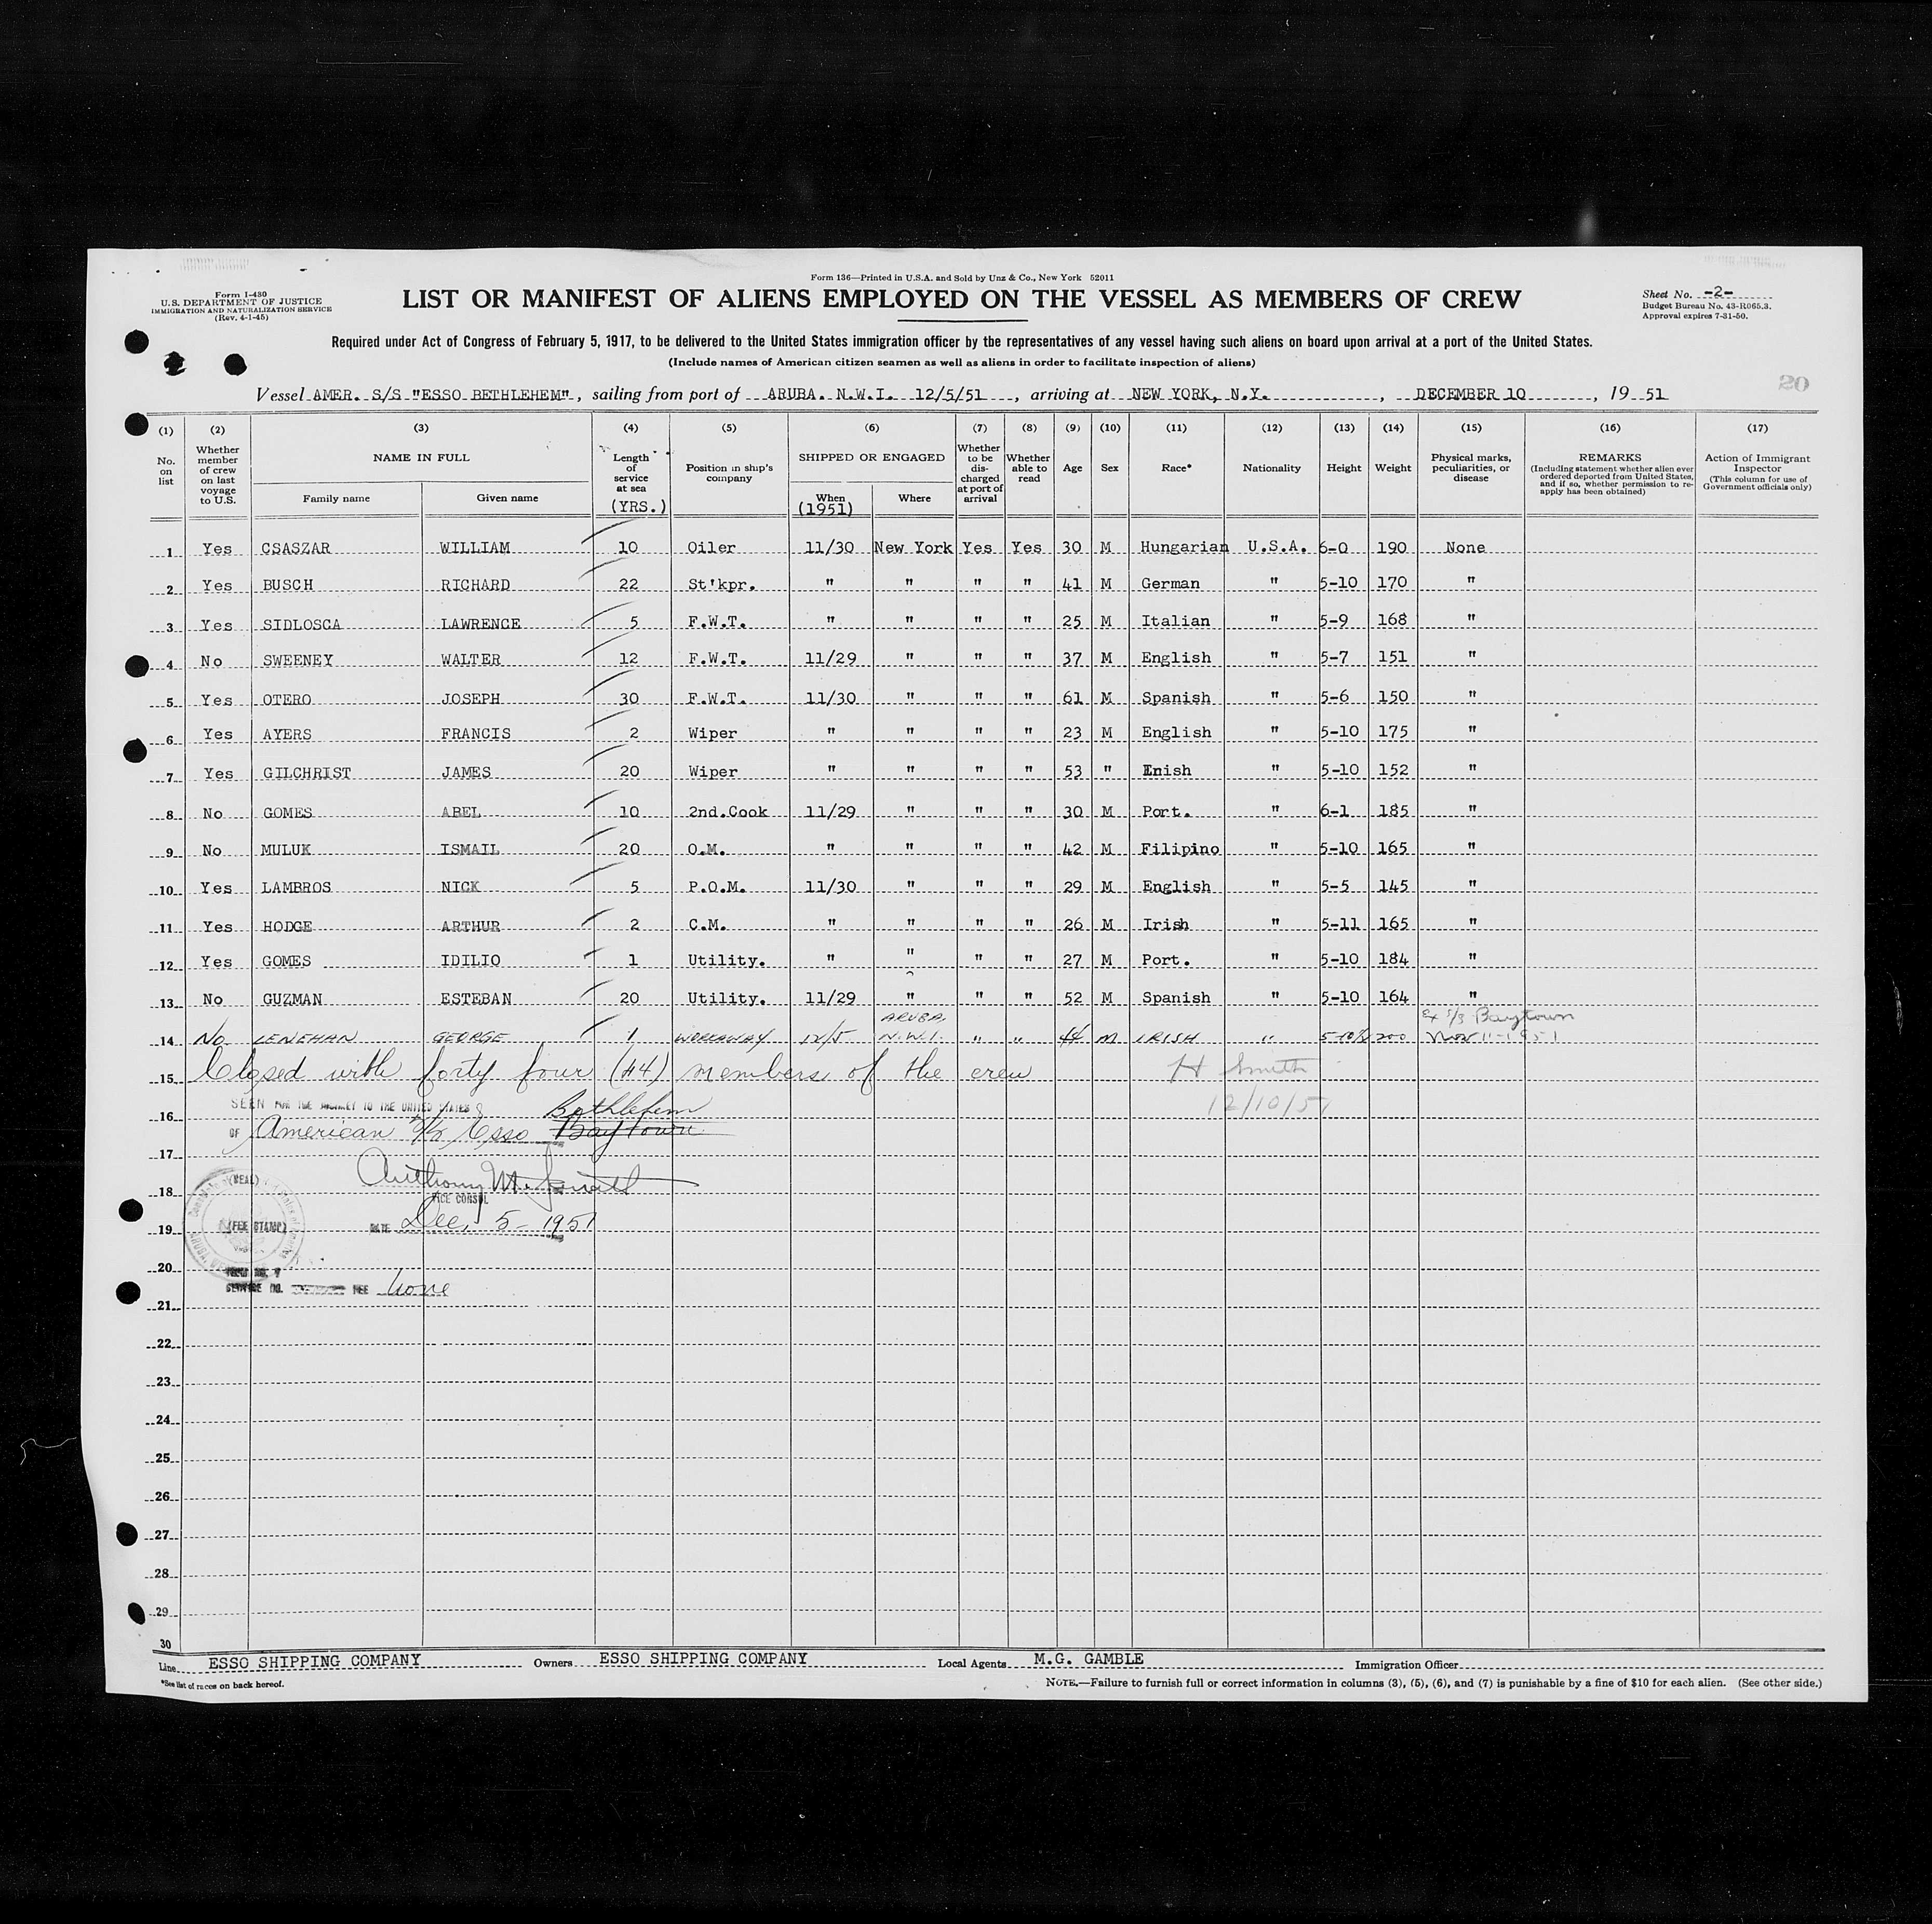 Form 136—Printed in U.S.A. and Sold by Unz & Co., New York 52011
Form I-480
U.S. DEPARTMENT OF JUSTICE
IMMIGRATION AND NATURALIZATION SERVICE
(Rev. 4-1-45)
LIST OR MANIFEST OF ALIENS EMPLOYED ON THE VESSEL AS MEMBERS OF CREW
Sheet No. -2-
Budget Bureau No. 43-R065.3.
Approval expires 7-31-50.
Required under Act of Congress of February 5, 1917, to be delivered to the United States immigration officer by the representatives of any vessel having such aliens on board upon arrival at a port of the United States.
(Include names of American citizen seamen as well as aliens in order to facilitate inspection of aliens)
20
Vessel AMER. S/S "ESSO BETHLEHEM", sailing from port of ARUBA. N.W.I. 12/5/51, arriving at NEW YORK, N.Y., DECEMBER 10, 19 51
(1) (2) (3) (4) (5) (6) (7) (8) (9) (10) (11) (12) (13) (14) (15) (16) (17)
No. on list
Whether member of crew on last voyage to U.S.
NAME IN FULL
Family name
Given name
Length of service at sea
(YRS.)
Position in ship's company
SHIPPED OR ENGAGED
When
(1951)
Where
Whether to be discharged at port of arrival
Whether able to read
Age
Sex
Race*
Nationality
Height
Weight
Physical marks, peculiarities, or disease
REMARKS
(Including statement whether alien ever ordered deported from United States, and if so, whether permission to reapply has been obtained)
Action of Immigrant Inspector
(This column for use of Government officials only)
1 Yes CSASZAR WILLIAM 10 Oiler 11/30 New York Yes Yes 30 M Hungarian U.S.A. 6-0 190 None
2 Yes BUSCH RICHARD 22 St'kpr. " " " " 41 M German " 5-10 170 "
3 Yes SIDLOSCA LAWRENCE 5 F.W.T. " " " " 25 M Italian " 5-9 168 "
4 No SWEENEY WALTER 12 F.W.T. 11/29 " " " 37 M English " 5-7 151 "
5 Yes OTERO JOSEPH 30 F.W.T. 11/30 " " " 61 M Spanish " 5-6 150 "
6 Yes AYERS FRANCIS 2 Wiper " " " " 23 M English " 5-10 175 "
7 Yes GILCHRIST JAMES 20 Wiper " " " " 53 " Enish " 5-10 152 "
8 No GOMES ABEL 10 2nd.Cook 11/29 " " " 30 M Port. " 6-1 185 "
9 No MULUK ISMAIL 20 O.M. " " " " 42 M Filipino " 5-10 165 "
10 Yes LAMBROS NICK 5 P.O.M. 11/30 " " " 29 M English " 5-5 145 "
11 Yes HODGE ARTHUR 2 C.M. " " " " 26 M Irish " 5-11 165 "
12 Yes GOMES IDILIO 1 Utility. " " " " 27 M Port. " 5-10 184 "
13 No GUZMAN ESTEBAN 20 Utility. 11/29 " " " 52 M Spanish " 5-10 164 "
14 No LENEHAN GEORGE 1 WORKAWAY 12/5 ARUBA, N.W.I. " " 44 M IRISH " 5-10½ 200 Ex S/S Baytown Nov 11-1951
15 Closed with forty four (44) members of the crew H Smith
SEEN FOR THE JOURNEY TO THE UNITED STATES
12/10/51
16 Bethlehem
OF American S/S Esso Baytown
17
18 (SEAL) Anthony
VICE CONSUL
19 (FEE STAMP) DATE Dec, 5- 1951
20
SERVICE NO. FEE None
21
22
23
24
25
26
27
28
29
30
Line ESSO SHIPPING COMPANY Owners ESSO SHIPPING COMPANY Local Agents M.G. GAMBLE Immigration Officer
*See list of races on back hereof.
NOTE.—Failure to furnish full or correct information in columns (3), (5), (6), and (7) is punishable by a fine of $10 for each alien. (See other side.)